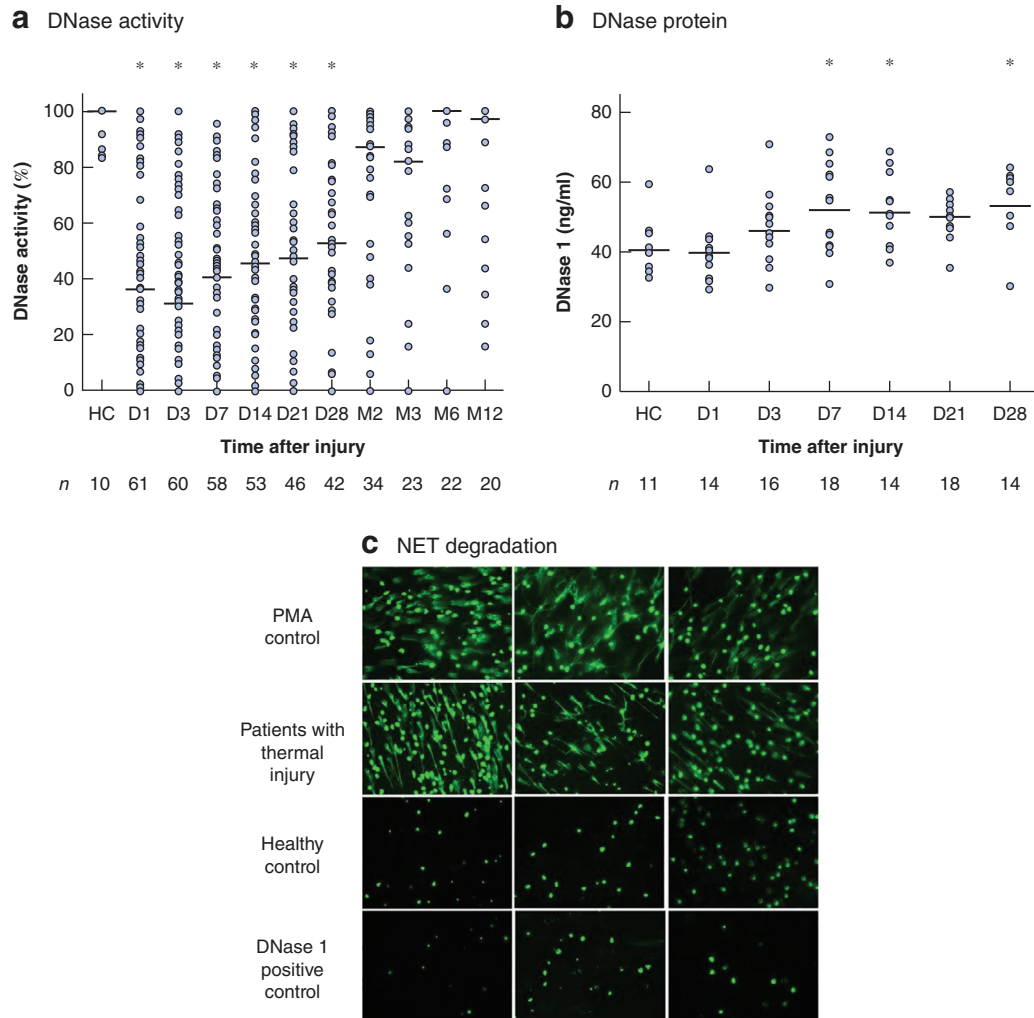 a DNase activity
* * * * * *
DNase activity (%)
100
80
60
40
20
0
HC D1 D3 D7 D14 D21 D28 M2 M3 M6 M12
Time after injury
n 10 61 60 58 53 46 42 34 23 22 20
b DNase protein
* * *
DNase 1 (ng/ml)
80
60
40
20
0
HC D1 D3 D7 D14 D21 D28
Time after injury
n 11 14 16 18 14 18 14
c NET degradation
PMA
control
Patients with
thermal
injury
Healthy
control
DNase 1
positive
control